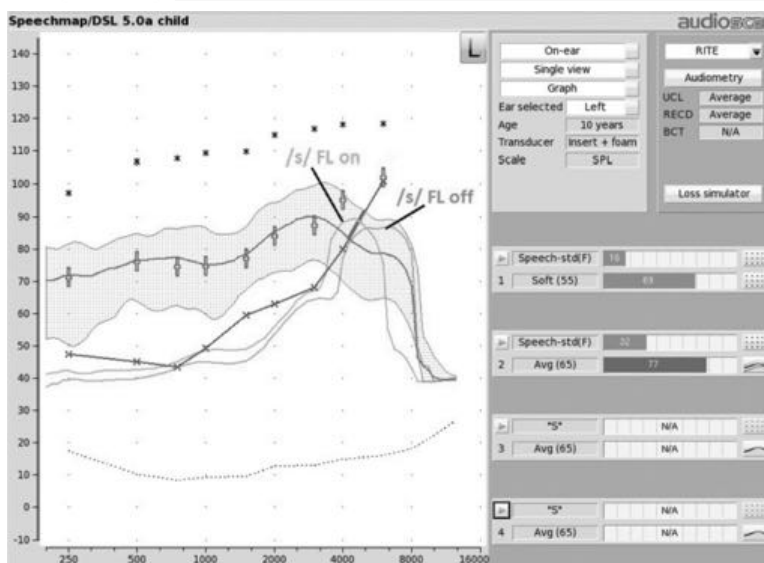 Speechmap/DSL 5.0a child
audioscan
L
140
130
120
110
100
90
80
70
60
50
40
30
20
10
0
-10
250
500
1000
2000
4000
8000
16000
/s/ FL on
/s/ FL off
On-ear
Single view
Graph
Ear selected Left
Age 10 years
Transducer Insert + foam
Scale SPL
RITE
Audiometry
UCL Average
RECD Average
BCT N/A
Loss simulator
Speech-std(F)
1 Soft (55) 69
Speech-std(F) 32
2 Avg (65) 77
"S" N/A
3 Avg (65) N/A
"S" N/A
4 Avg (65) N/A